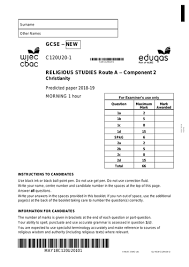 Surname
Other Names
GCSE – NEW
wjec
cbac
eduqas
C120U20-1
RELIGIOUS STUDIES Route A – Component 2
Christianity
Predicted paper 2018-19
MORNING 1 hour
For Examiner's use only
Question Maximum Mark Mark Awarded
1a 2
1b 5
1c 8
1d 15
SPAG 6
2a 2
2b 5
2c 8
2d 15
Total 66
INSTRUCTIONS TO CANDIDATES
Use black ink or black ball-point pen. Do not use gel pen. Do not use correction fluid.
Write your name, centre number and candidate number in the spaces at the top of this page.
Answer all questions.
Write your answers in the spaces provided in this booklet. If you run out of space, use the additional
page(s) at the back of the booklet taking care to number the question(s) correctly.
INFORMATION FOR CANDIDATES
The number of marks is given in brackets at the end of each question or part-question.
Your ability to spell, punctuate and use accurate grammar is assessed in question
You are expected to use specialist terminology accurately and make reference to sources of
religious wisdom and authority including religious texts where relevant.